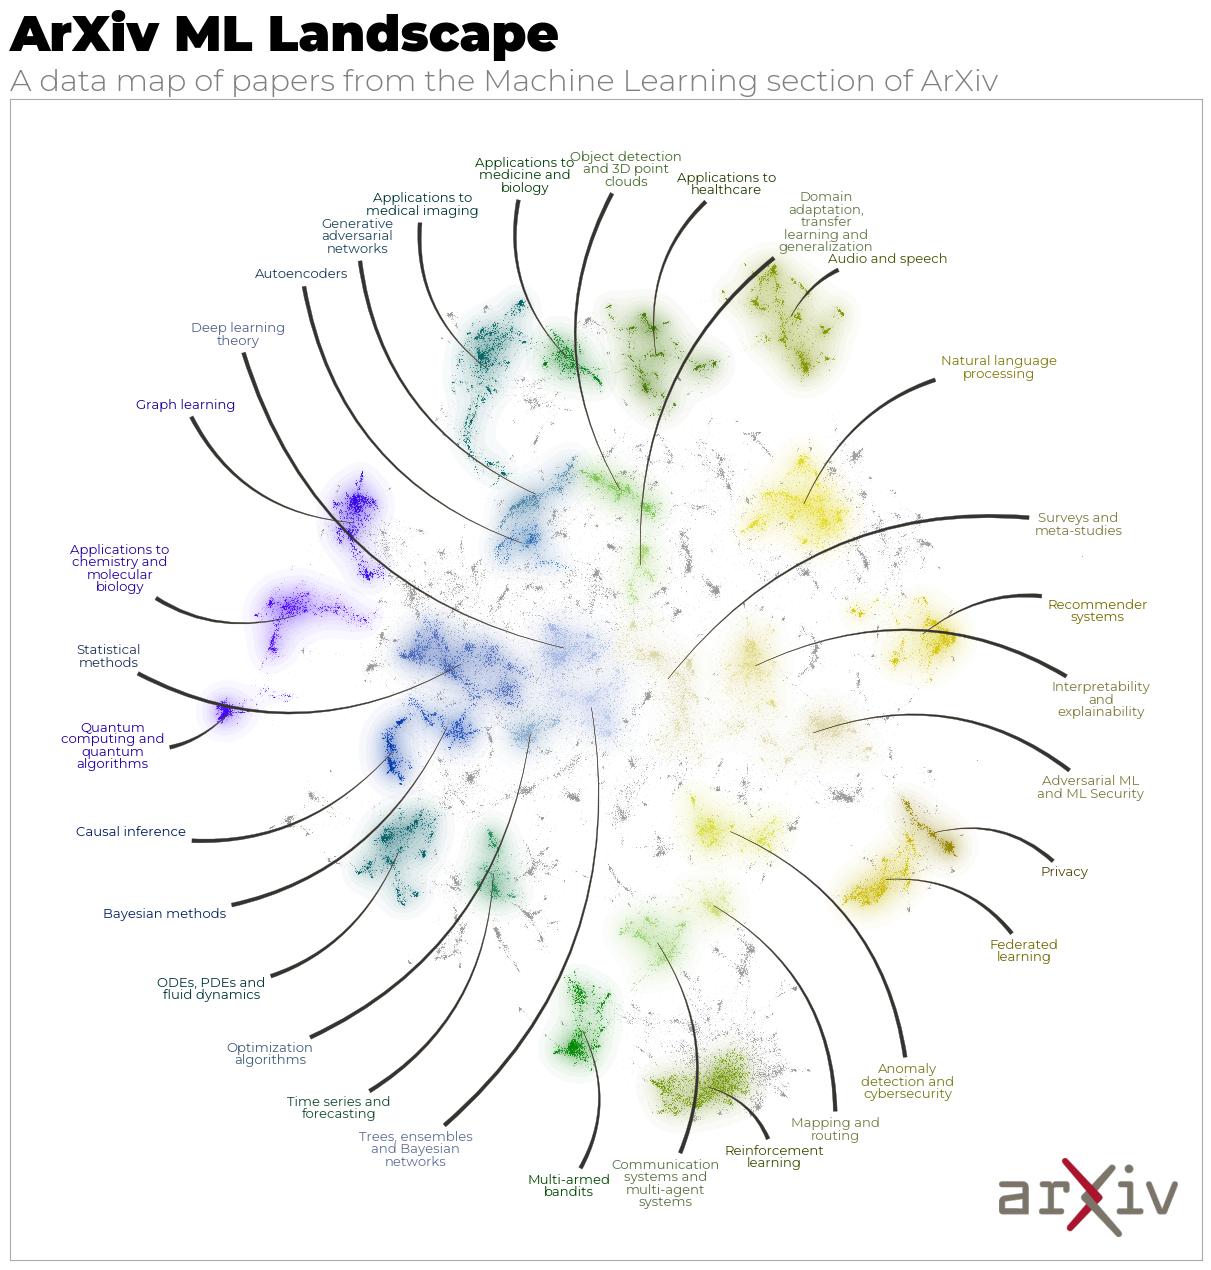 ArXiv ML Landscape
A data map of papers from the Machine Learning section of ArXiv
Object detection
and 3D point
clouds
Applications to
medicine and
biology
Applications to
healthcare
Domain
adaptation,
transfer
learning and
generalization
Applications to
medical imaging
Generative
adversarial
networks
Audio and speech
Autoencoders
Deep learning
theory
Natural language
processing
Graph learning
Surveys and
meta-studies
Applications to
chemistry and
molecular
biology
Recommender
systems
Statistical
methods
Interpretability
and
explainability
Quantum
computing and
quantum
algorithms
Adversarial ML
and ML Security
Causal inference
Privacy
Bayesian methods
Federated
learning
ODEs, PDEs and
fluid dynamics
Optimization
algorithms
Anomaly
detection and
cybersecurity
Time series and
forecasting
Mapping and
routing
Trees, ensembles
and Bayesian
networks
Reinforcement
learning
Communication
systems and
multi-agent
systems
Multi-armed
bandits
arXiv